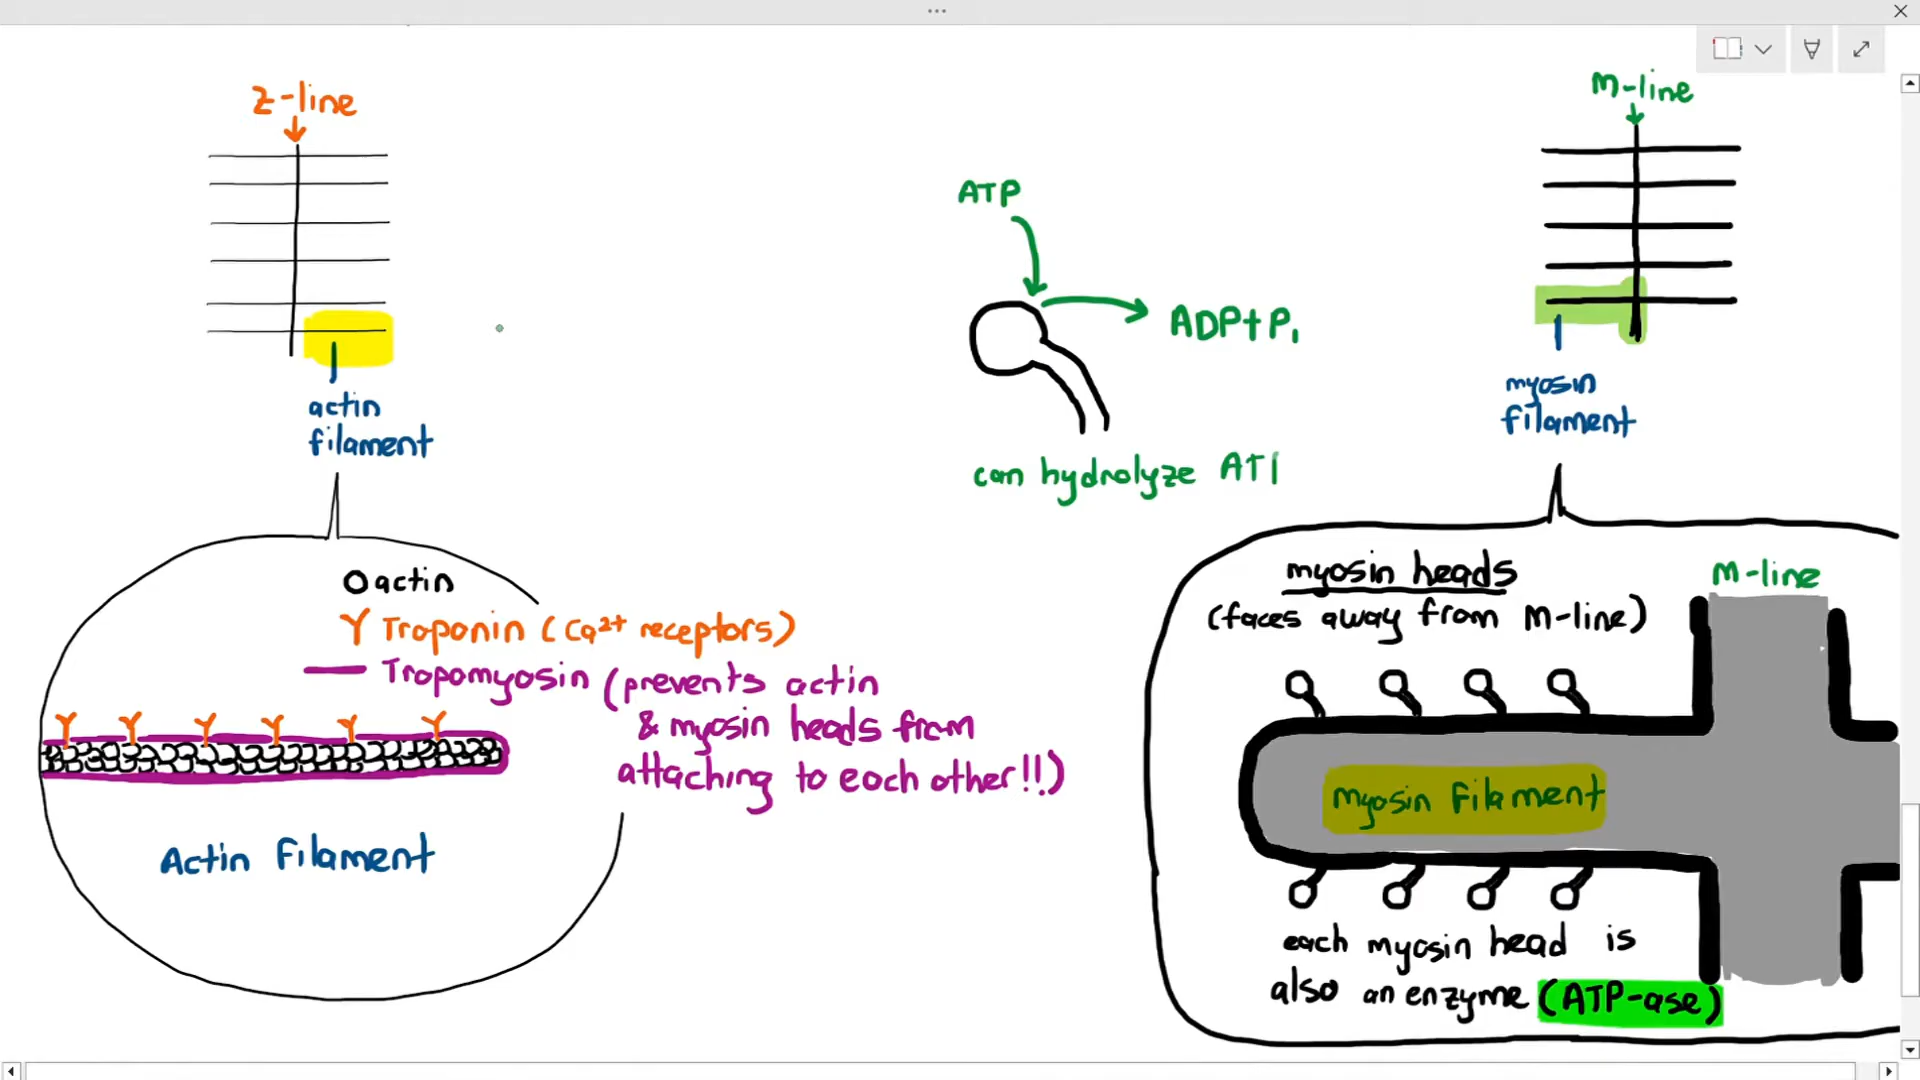 Z-line
actin
filament
O actin
Y Troponin (Ca²⁺ receptors)
Tropomyosin (prevents actin
& myosin heads from
attaching to each other!!)
Actin Filament
ATP
ADP+Pi
can hydrolyze AT
M-line
myosin
filament
myosin heads
(faces away from M-line)
M-line
Myosin Filament
each myosin head is
also an enzyme (ATP-ase)